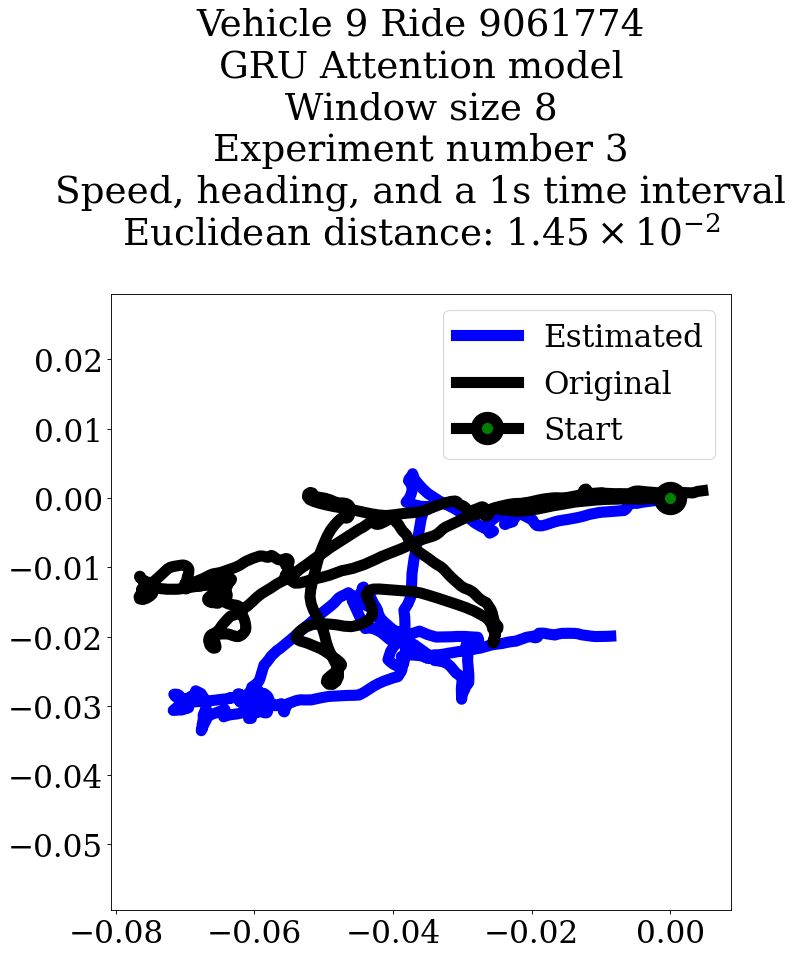 Vehicle 9 Ride 9061774
GRU Attention model
Window size 8
Experiment number 3
Speed, heading, and a 1s time interval
Euclidean distance: 1.45 × 10⁻²
Estimated
Original
Start
0.02
0.01
0.00
−0.01
−0.02
−0.03
−0.04
−0.05
−0.08 −0.06 −0.04 −0.02 0.00